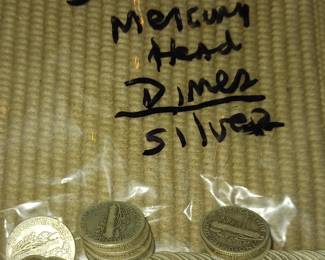 Mercury
Head
Dimes
Silver